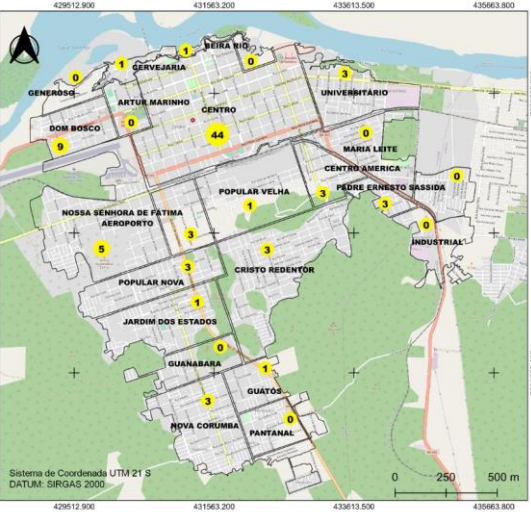 429512.900 431563.200 433613.500 435663.800
BEIRA RIO
1
0
1
CERVEJARIA
0
3
GENEROSO
UNIVERSITÁRIO
ARTUR MARINHO
CENTRO
0
DOM BOSCO
44
0
9
MARIA LEITE
CENTRO AMERICA
0
POPULAR VELHA
PADRE ERNESTO SASSIDA
3
1
3
NOSSA SENHORA DE FÁTIMA
AEROPORTO
0
3
INDUSTRIAL
5
3
3
CRISTO REDENTOR
POPULAR NOVA
1
JARDIM DOS ESTADOS
0
GUANABARA
1
GUATÓS
3
0
NOVA CORUMBA
PANTANAL
Sistema de Coordenada UTM 21 S
DATUM: SIRGAS 2000
0 250 500 m
429512.900 431563.200 433613.500 435663.800